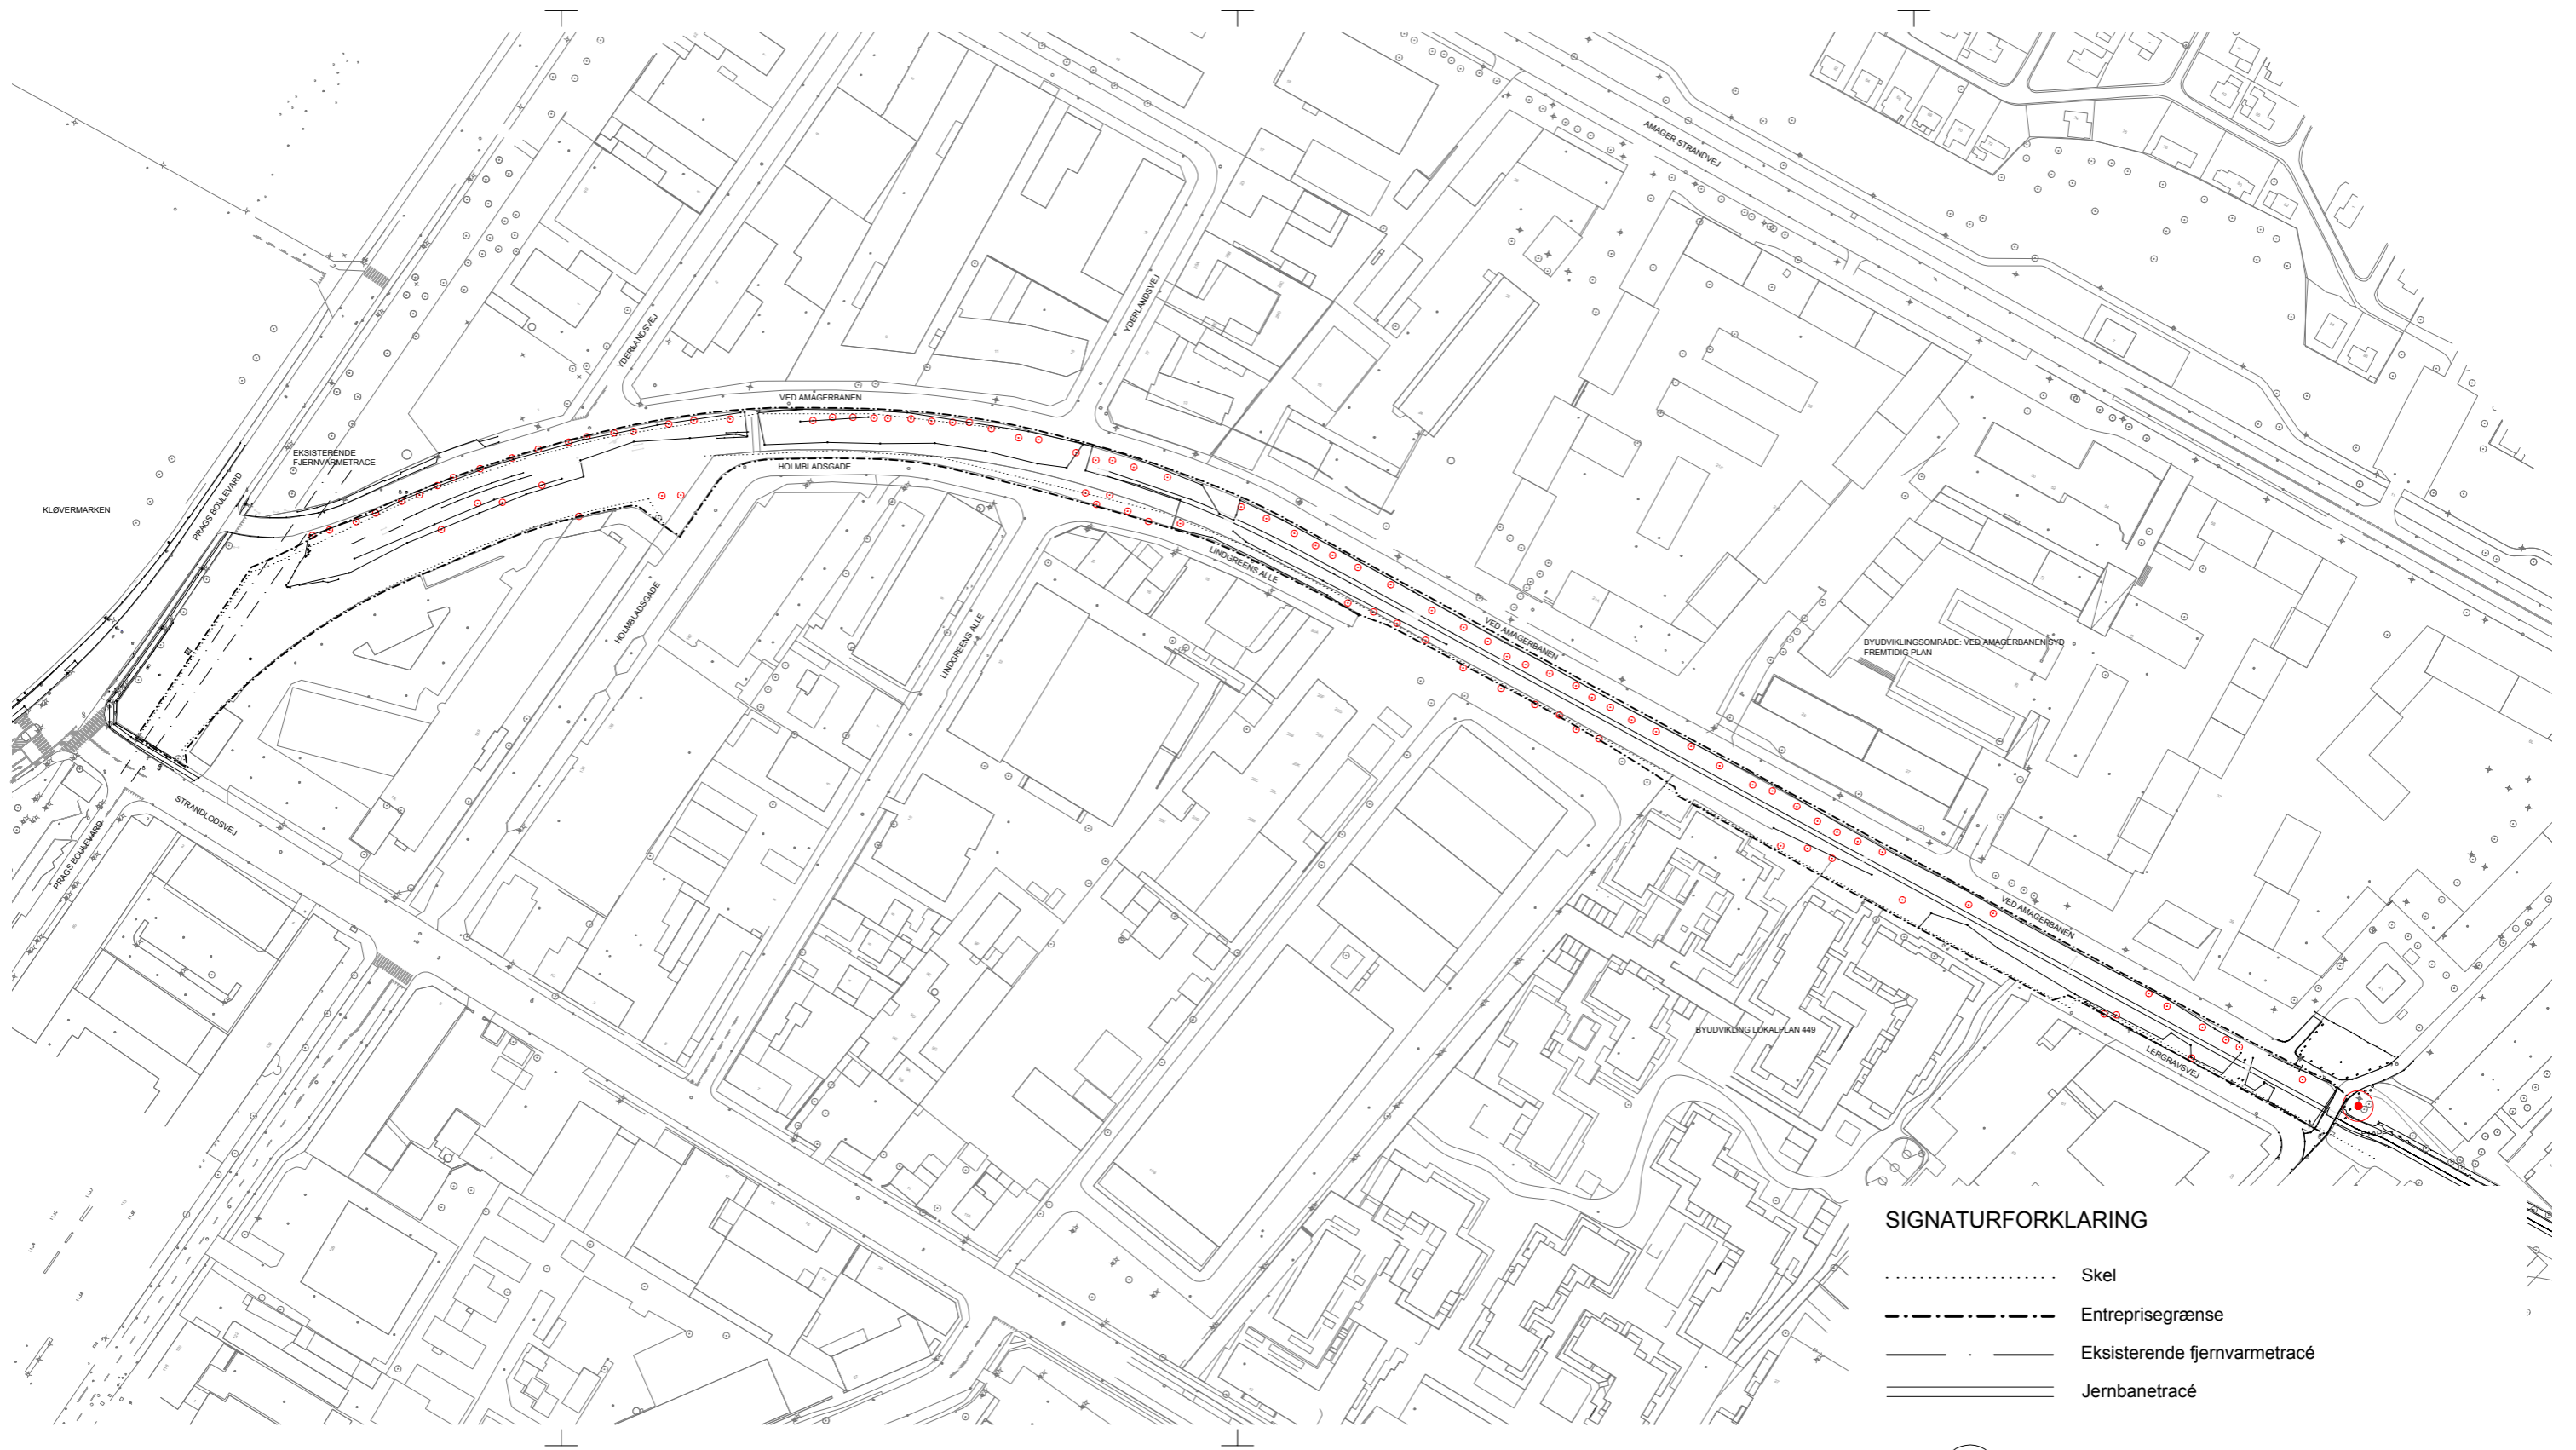 AMAGER STRANDVEJ
YDERLANDSVEJ
YDERLANDSVEJ
VED AMAGERBANEN
EKSISTERENDE
FJERNVARMETRACE
HOLMBLADSGADE
PRAGS BOULEVARD
KLØVERMARKEN
LINDGREENS ALLE
HOLMBLADSGADE
LINDGREENS ALLE
VED AMAGERBANEN
BYUDVIKLINGSOMRÅDE: VED AMAGERBANEN SYD
FREMTIDIG PLAN
STRANDLODSVEJ
PRAGS BOULEVARD
VED AMAGERBANEN
BYUDVIKLING LOKALPLAN 449
LERGRAVSVEJ
SIGNATURFORKLARING
Skel
Entreprisegrænse
Eksisterende fjernvarmetracé
Jernbanetracé